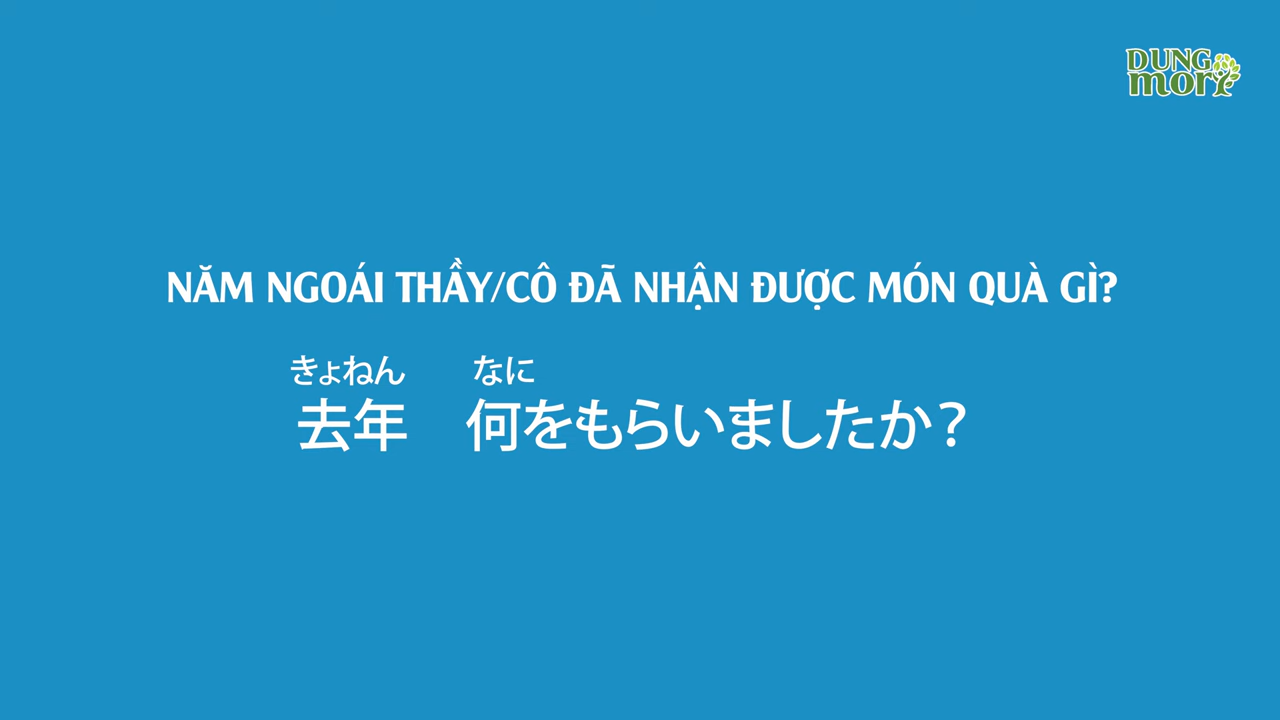 DUNG
mori
NĂM NGOÁI THẦY/CÔ ĐÃ NHẬN ĐƯỢC MÓN QUÀ GÌ?
きょねん なに
去年 何をもらいましたか？